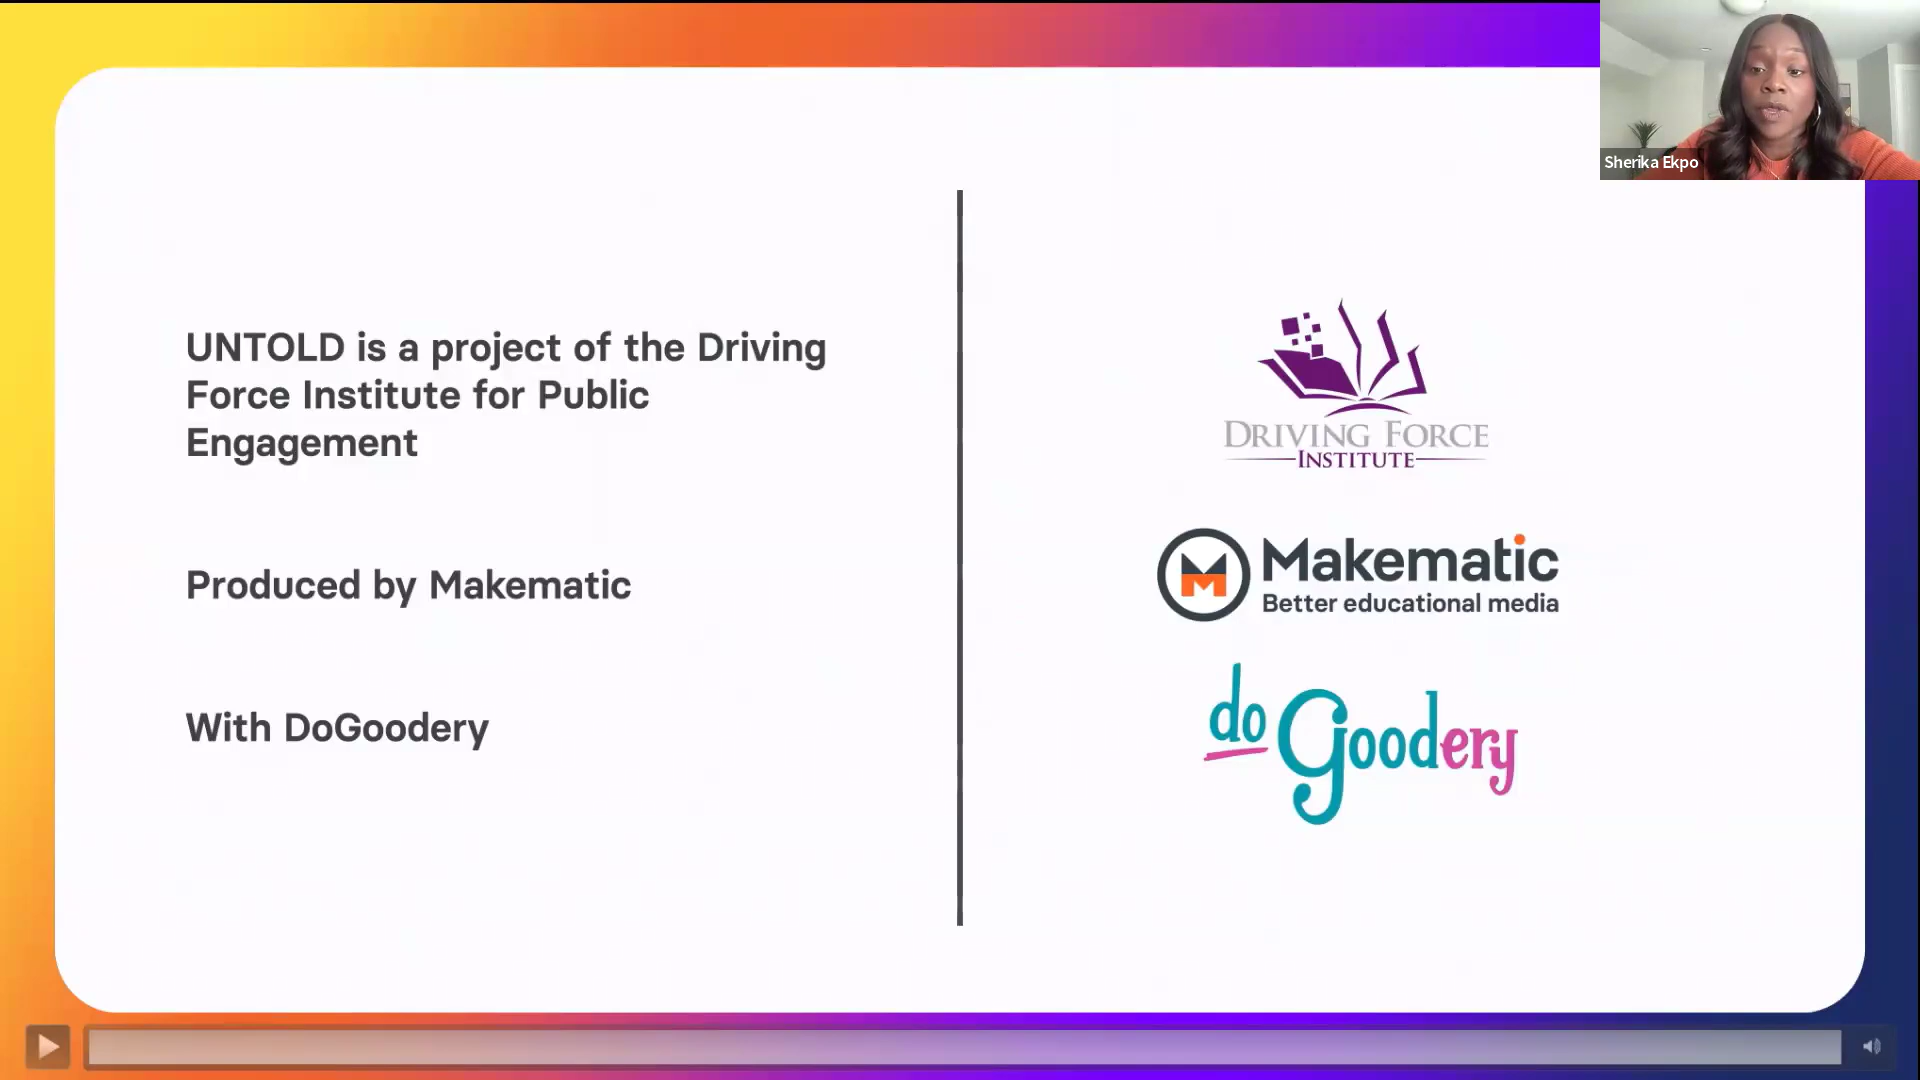 Sherika Ekpo
UNTOLD is a project of the Driving
Force Institute for Public
Engagement
Produced by Makematic
With DoGoodery
DRIVING FORCE
INSTITUTE
M
Makematic
Better educational media
do Goodery